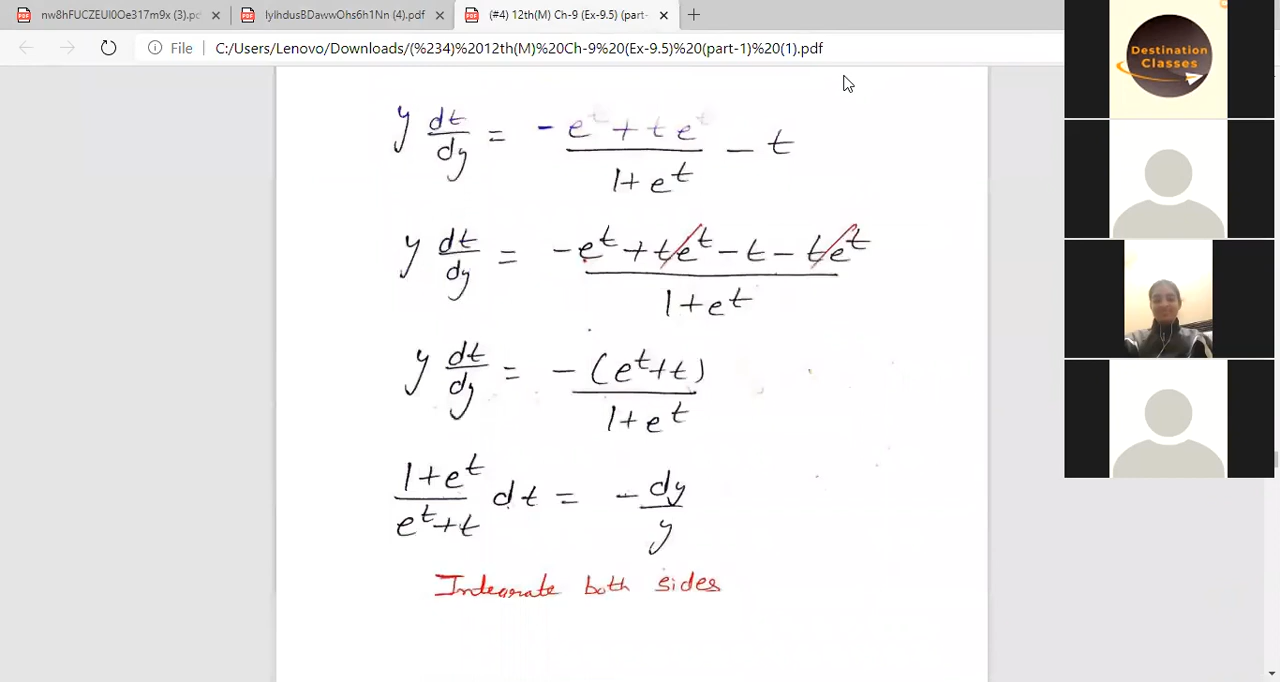 nw8hFUCZEUI0Oe317m9x (3).pd
lylhdusBDawwOhs6h1Nn (4).pdf
(#4) 12th(M) Ch-9 (Ex-9.5) (part-
File
C:/Users/Lenovo/Downloads/(%234)%2012th(M)%20Ch-9%20(Ex-9.5)%20(part-1)%20(1).pdf
Destination
Classes
y dt/dy = -e^t + te^t / 1+e^t - t
y dt/dy = -e^t + te^t - t - te^t / 1+e^t
y dt/dy = -(e^t+t) / 1+e^t
1+e^t / e^t+t dt = -dy/y
Integrate both sides